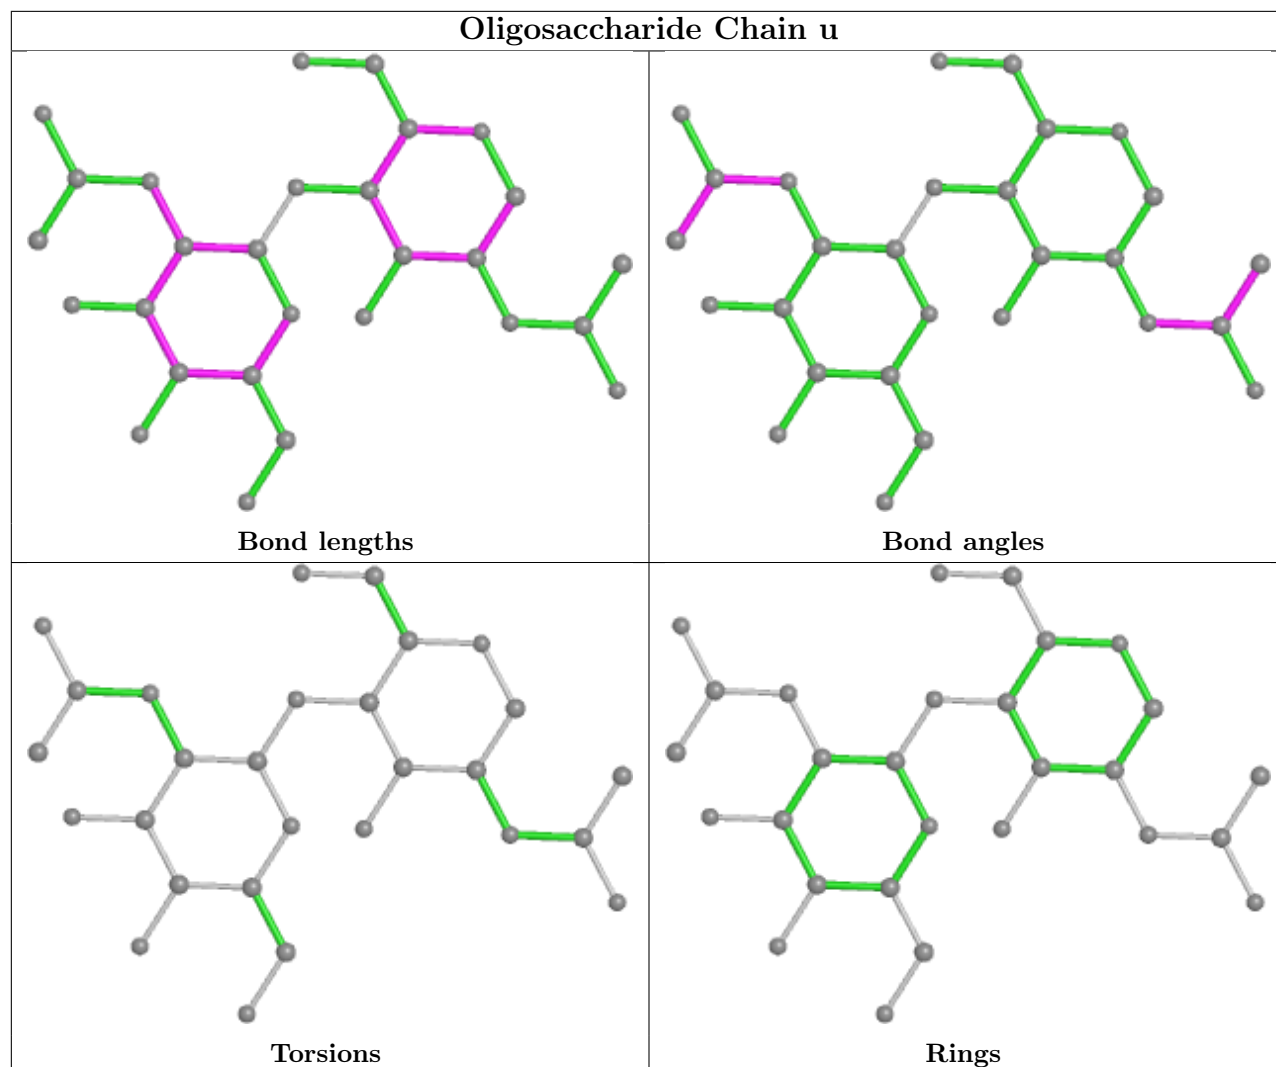 Oligosaccharide Chain u
Bond lengths
Bond angles
Torsions
Rings